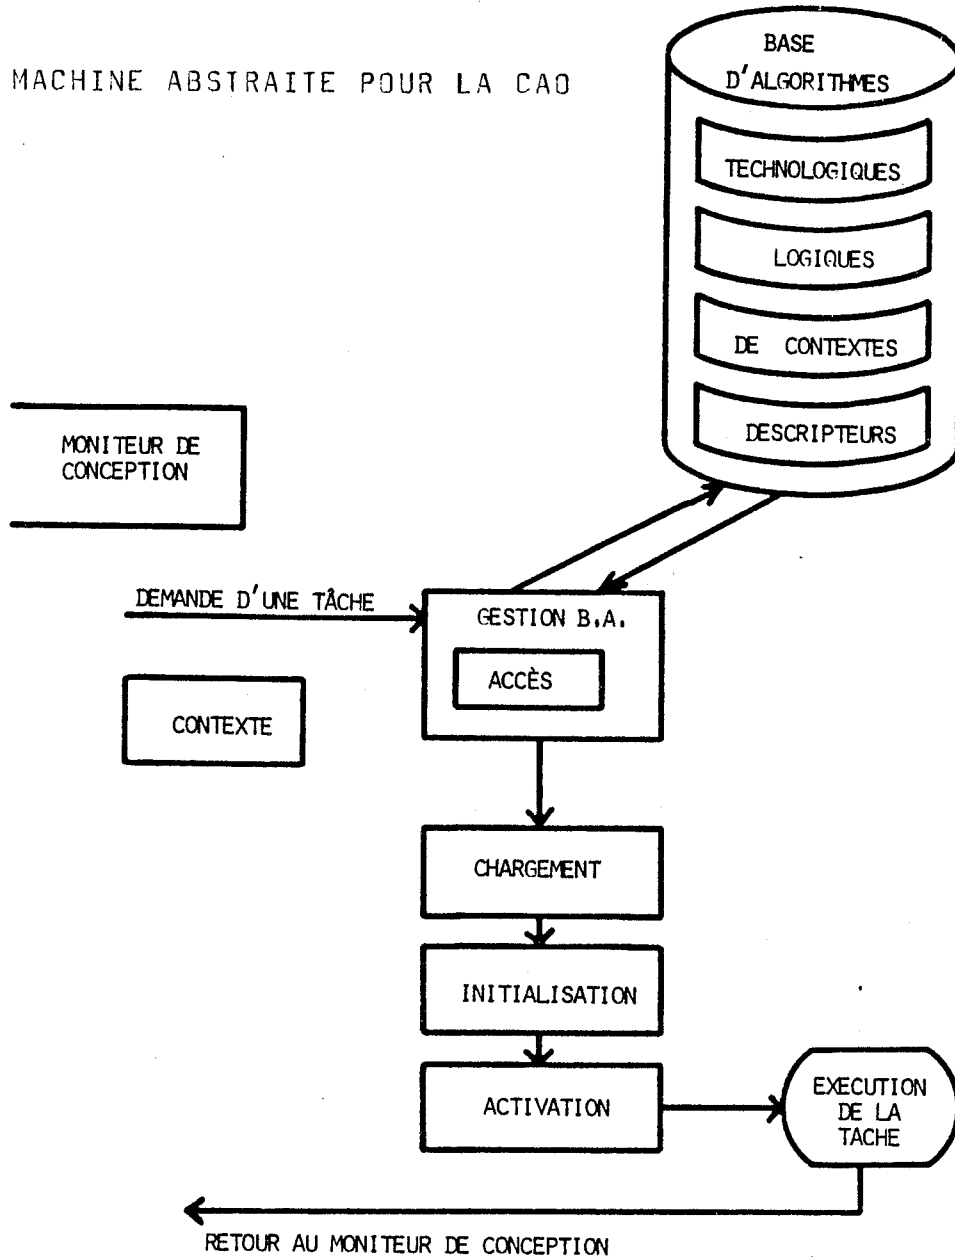 MACHINE ABSTRAITE POUR LA CAO
BASE
D'ALGORITHMES
TECHNOLOGIQUES
LOGIQUES
DE CONTEXTES
DESCRIPTEURS
MONITEUR DE
CONCEPTION
DEMANDE D'UNE TÂCHE
GESTION B.A.
ACCÈS
CONTEXTE
CHARGEMENT
INITIALISATION
ACTIVATION
EXECUTION
DE LA
TACHE
RETOUR AU MONITEUR DE CONCEPTION